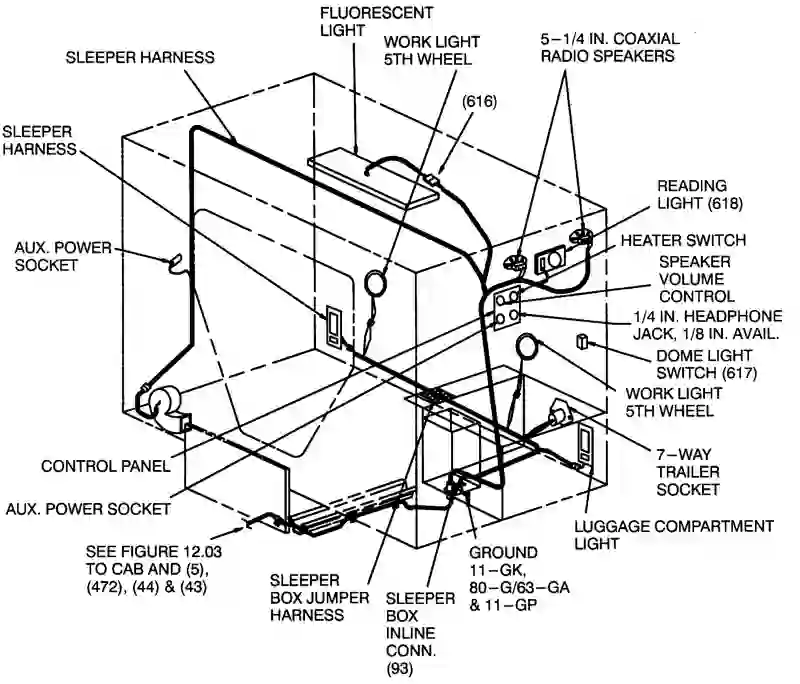 FLUORESCENT
LIGHT
WORK LIGHT
5TH WHEEL
5-1/4 IN. COAXIAL
RADIO SPEAKERS
SLEEPER HARNESS
(616)
SLEEPER
HARNESS
READING
LIGHT (618)
HEATER SWITCH
AUX. POWER
SOCKET
SPEAKER
VOLUME
CONTROL
1/4 IN. HEADPHONE
JACK, 1/8 IN. AVAIL.
DOME LIGHT
SWITCH (617)
WORK LIGHT
5TH WHEEL
CONTROL PANEL
7-WAY
TRAILER
SOCKET
AUX. POWER SOCKET
LUGGAGE COMPARTMENT
LIGHT
SEE FIGURE 12.03
TO CAB AND (5),
(472), (44) & (43)
SLEEPER
BOX JUMPER
HARNESS
SLEEPER
BOX
INLINE
CONN.
(93)
GROUND
11-GK,
80-G/63-GA
& 11-GP